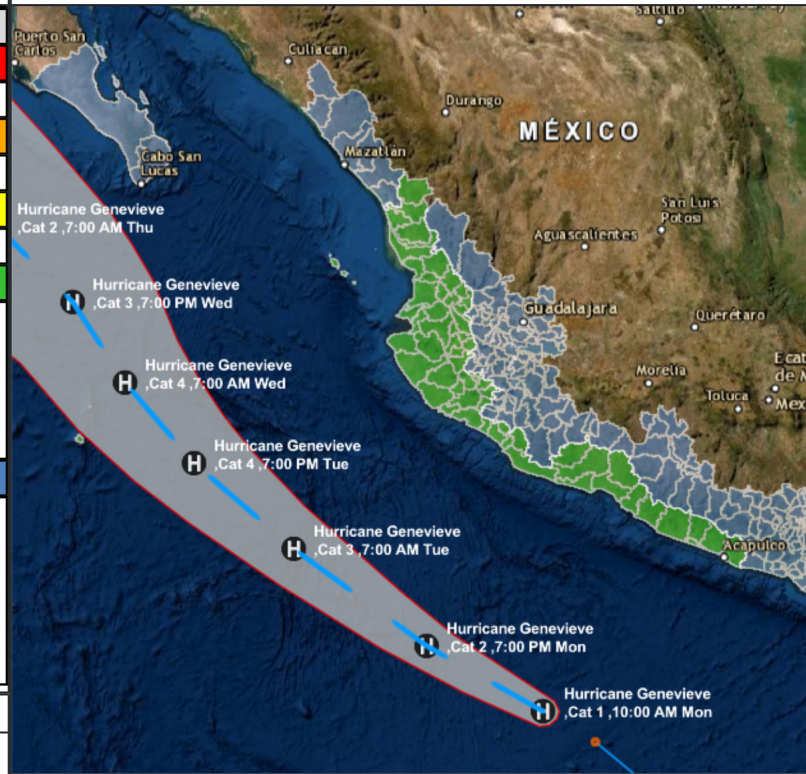 Saltillo
Puerto San
Carlos
Culiacan
Durango
MÉXICO
Mazatlán
Cabo San
Lucas
San Luis
Potosi
Aguascalientes
Hurricane Genevieve
,Cat 2 ,7:00 AM Thu
H
Hurricane Genevieve
,Cat 3 ,7:00 PM Wed
Guadalajara
Querétaro
H
Hurricane Genevieve
,Cat 4 ,7:00 AM Wed
Morelia
Toluca
H
Hurricane Genevieve
,Cat 4 ,7:00 PM Tue
H
Hurricane Genevieve
,Cat 3 ,7:00 AM Tue
Acapulco
H
Hurricane Genevieve
,Cat 2 ,7:00 PM Mon
H
Hurricane Genevieve
,Cat 1 ,10:00 AM Mon